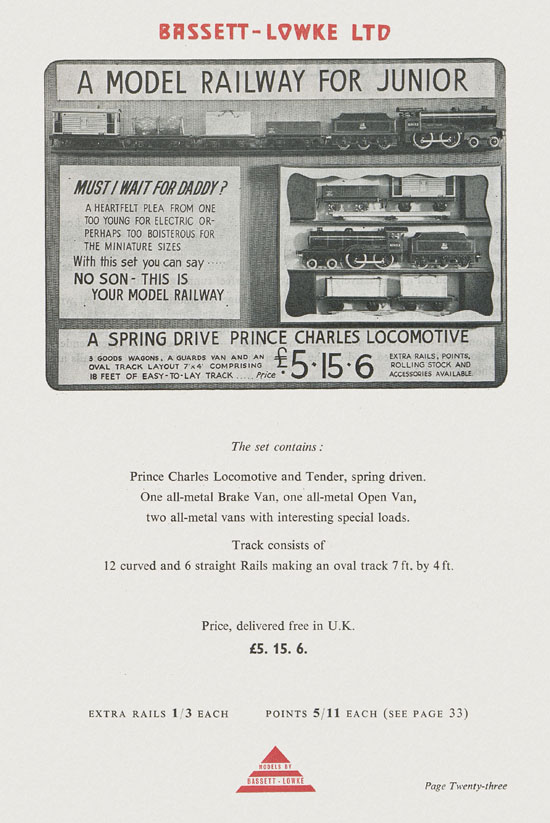 BASSETT-LOWKE LTD
A MODEL RAILWAY FOR JUNIOR
MUST I WAIT FOR DADDY?
A HEARTFELT PLEA FROM ONE
TOO YOUNG FOR ELECTRIC OR-
PERHAPS TOO BOISTEROUS FOR
THE MINIATURE SIZES
With this set you can say .....
NO SON - THIS IS
YOUR MODEL RAILWAY
A SPRING DRIVE PRINCE CHARLES LOCOMOTIVE
3 GOODS WAGONS, A GUARDS VAN AND AN
OVAL TRACK LAYOUT 7'x4' COMPRISING
18 FEET OF EASY-TO-LAY TRACK ..... Price
£5·15·6
EXTRA RAILS, POINTS,
ROLLING STOCK AND
ACCESSORIES AVAILABLE.
The set contains :
Prince Charles Locomotive and Tender, spring driven.
One all-metal Brake Van, one all-metal Open Van,
two all-metal vans with interesting special loads.
Track consists of
12 curved and 6 straight Rails making an oval track 7 ft. by 4 ft.
Price, delivered free in U.K.
£5. 15. 6.
EXTRA RAILS 1/3 EACH POINTS 5/11 EACH (SEE PAGE 33)
MODELS BY
BASSETT-LOWKE
Page Twenty-three